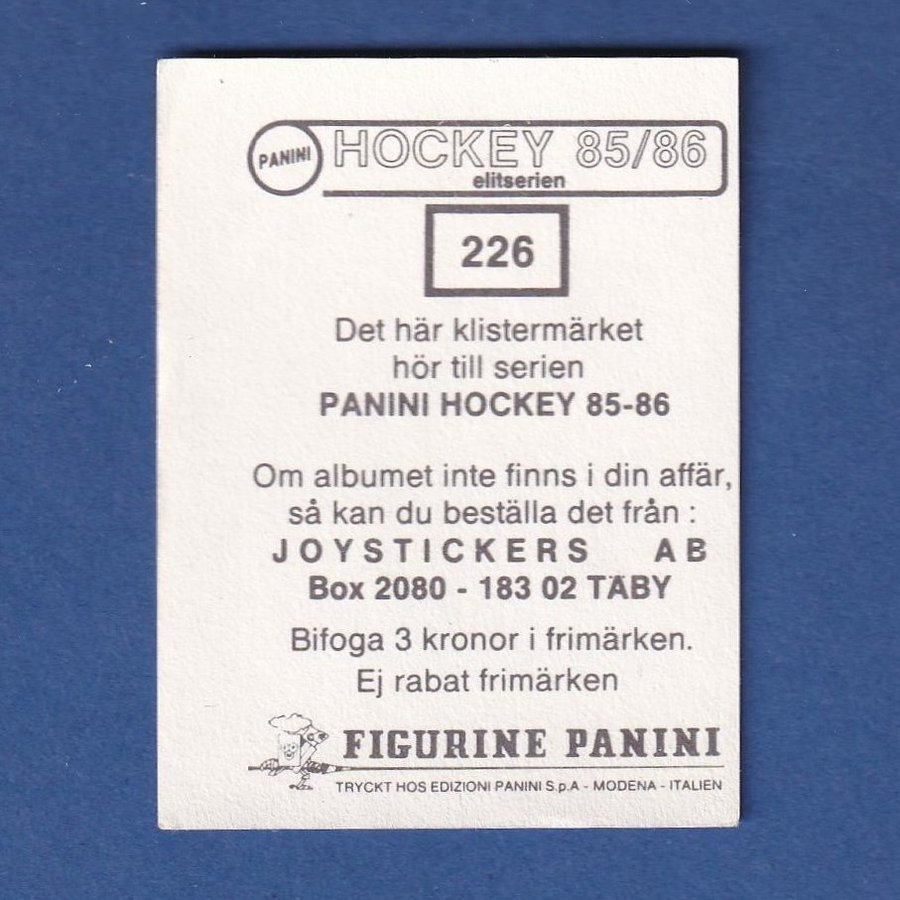 PANINI HOCKEY 85/86
elitserien
226
Det här klistermärket
hör till serien
PANINI HOCKEY 85-86
Om albumet inte finns i din affär,
så kan du beställa det från :
JOYSTICKERS AB
Box 2080 - 183 02 TÄBY
Bifoga 3 kronor i frimärken.
Ej rabat frimärken
FIGURINE PANINI
TRYCKT HOS EDIZIONI PANINI S.p.A - MODENA - ITALIEN